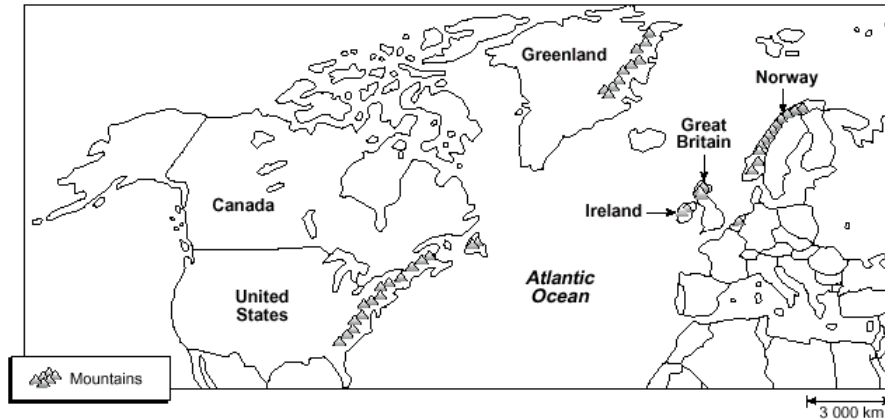 Greenland
Norway
Great
Britain
Canada
Ireland
Atlantic
Ocean
United
States
Mountains
3 000 km